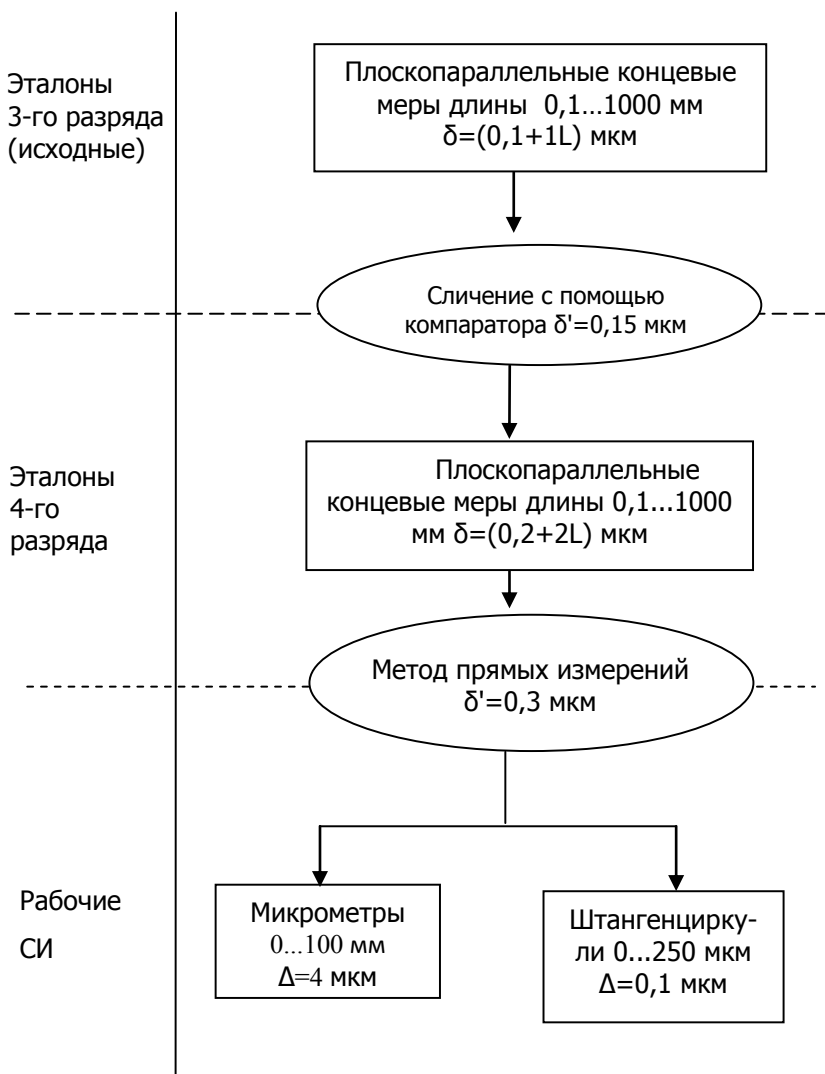 Эталоны
3-го разряда
(исходные)
Плоскопараллельные концевые
меры длины 0,1...1000 мм
δ=(0,1+1L) мкм
Сличение с помощью
компаратора δ'=0,15 мкм
Эталоны
4-го
разряда
Плоскопараллельные
концевые меры длины 0,1...1000
мм δ=(0,2+2L) мкм
Метод прямых измерений
δ'=0,3 мкм
Рабочие
СИ
Микрометры
0...100 мм
Δ=4 мкм
Штангенцирку-
ли 0...250 мкм
Δ=0,1 мкм